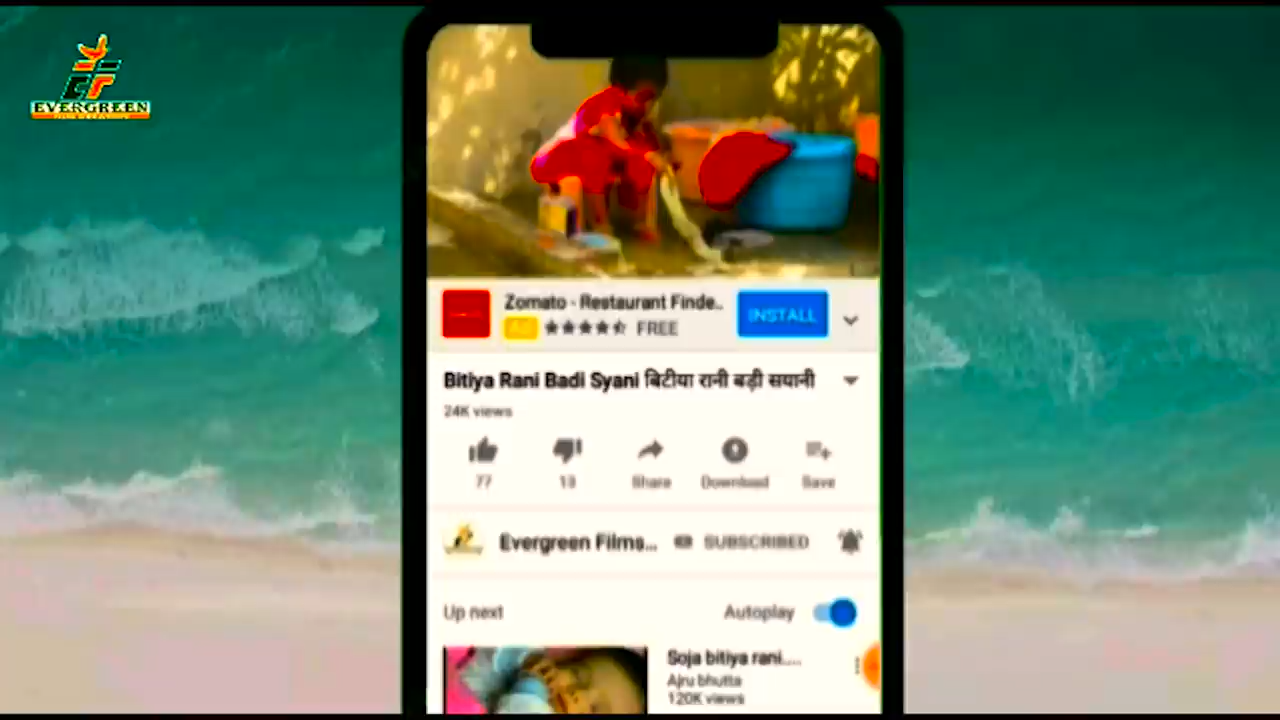 EVERGREEN
Zomato - Restaurant Finde..
FREE
INSTALL
Bitiya Rani Badi Syani बिटीया रानी बड़ी सयानी
24K views
77
13
Share
Download
Save
Evergreen Films...
SUBSCRIBED
Up next
Autoplay
Soja bitiya rani....
Ajru bhutta
120K views